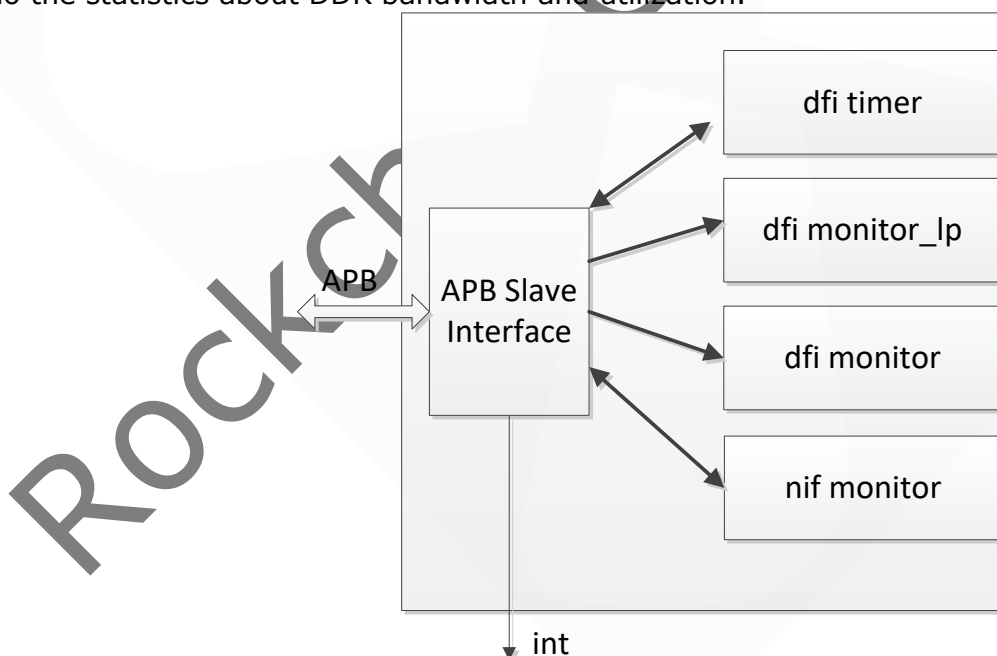 the statistics about DDR bandwidth and utilization.
dfi timer
dfi monitor_lp
APB
APB Slave
Interface
dfi monitor
nif monitor
int
Rockch